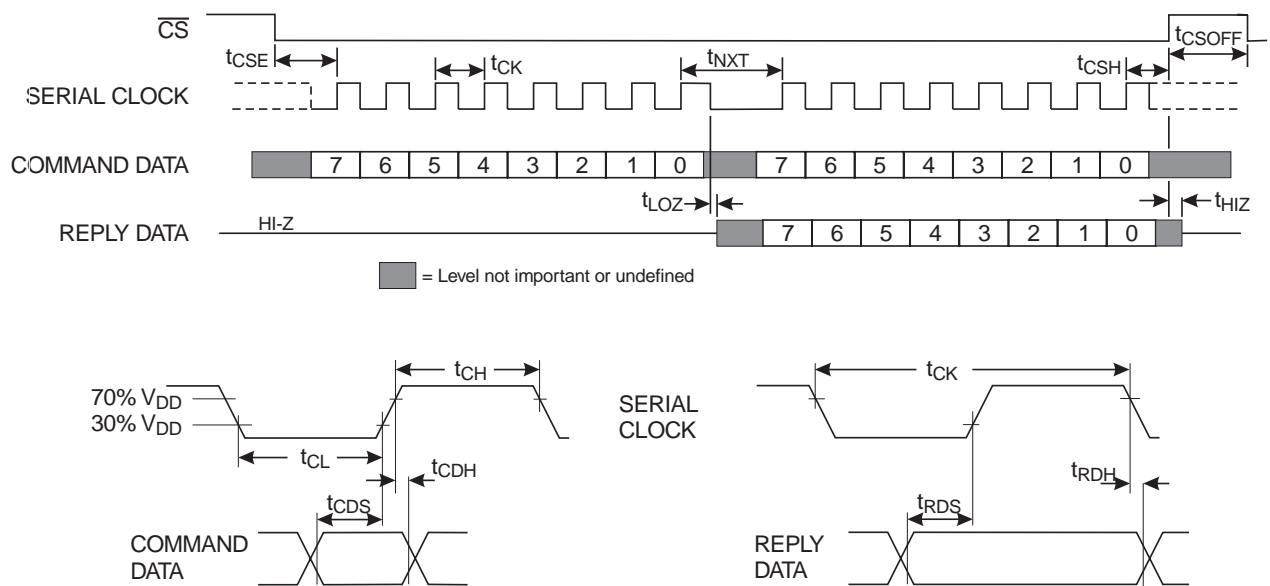 CS
tCSE
tCK
tNXT
tCSH
tCSOFF
SERIAL CLOCK
COMMAND DATA
7 6 5 4 3 2 1 0 7 6 5 4 3 2 1 0
tLOZ
tHIZ
REPLY DATA
HI-Z
7 6 5 4 3 2 1 0
= Level not important or undefined
70% VDD
30% VDD
tCH
tCL
tCDH
tCDS
COMMAND
DATA
SERIAL
CLOCK
tCK
tRDH
tRDS
REPLY
DATA